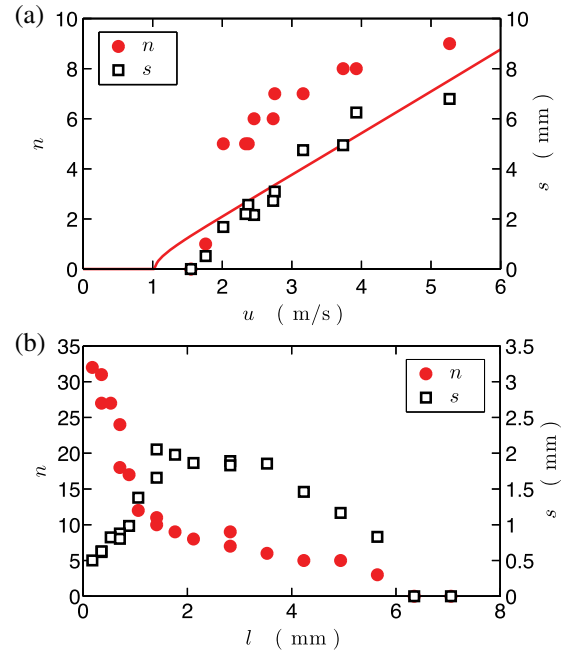 (a)
10 10
n
s
8 8
6 6
n
s ( mm)
4 4
2 2
0 0
0 1 2 3 4 5 6
u ( m/s)
(b)
35 3.5
n
s
30 3
25 2.5
20 2
n
s ( mm)
15 1.5
10 1
5 0.5
0 0
0 2 4 6 8
l ( mm)